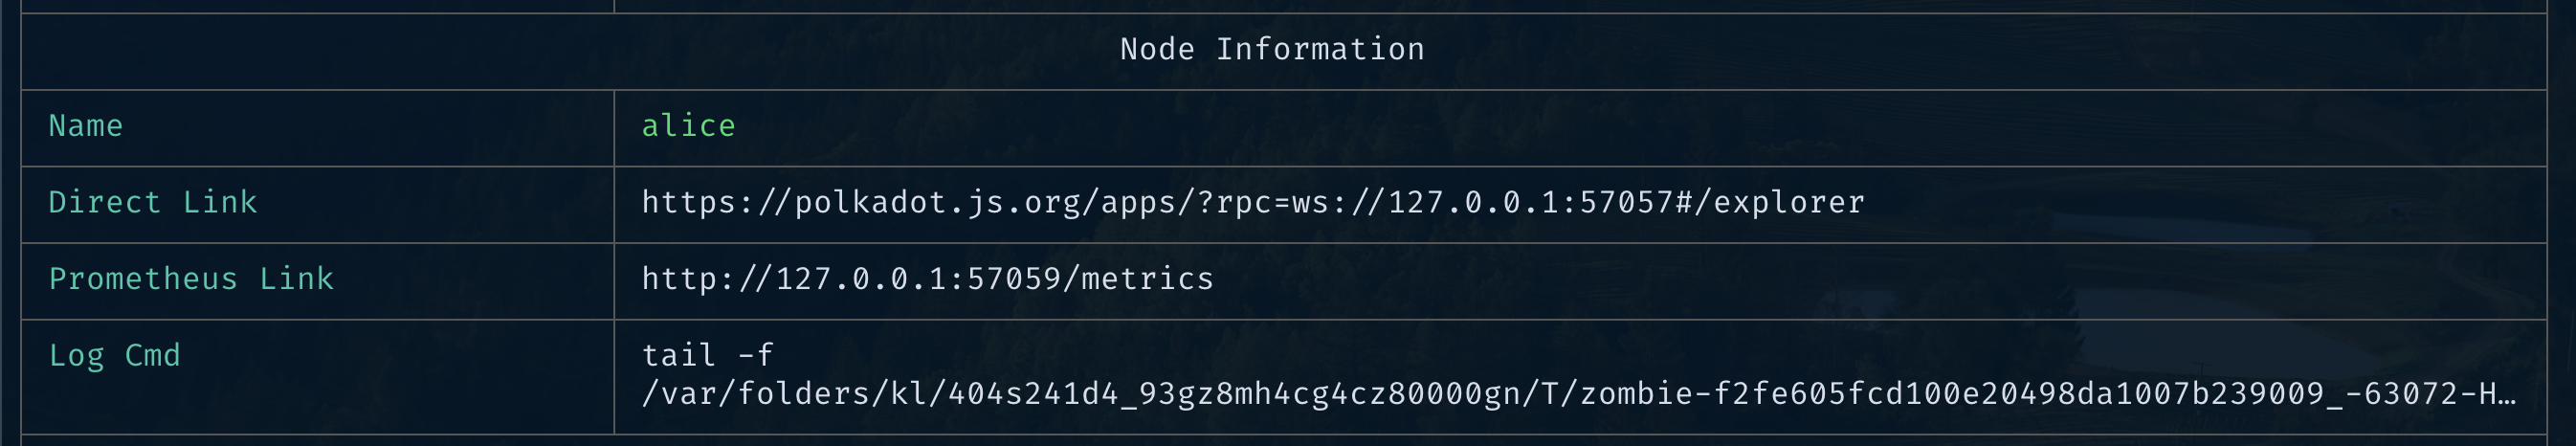 Node Information
Name alice
Direct Link https://polkadot.js.org/apps/?rpc=ws://127.0.0.1:57057#/explorer
Prometheus Link http://127.0.0.1:57059/metrics
Log Cmd tail -f
/var/folders/kl/404s241d4_93gz8mh4cg4cz80000gn/T/zombie-f2fe605fcd100e20498da1007b239009_-63072-H…